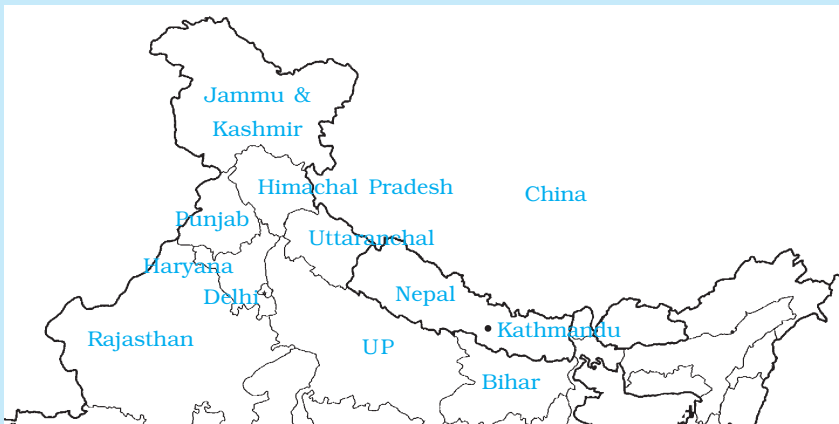 Jammu &
Kashmir
Himachal Pradesh
China
Punjab
Uttaranchal
Haryana
Delhi
Nepal
Kathmandu
Rajasthan
UP
Bihar